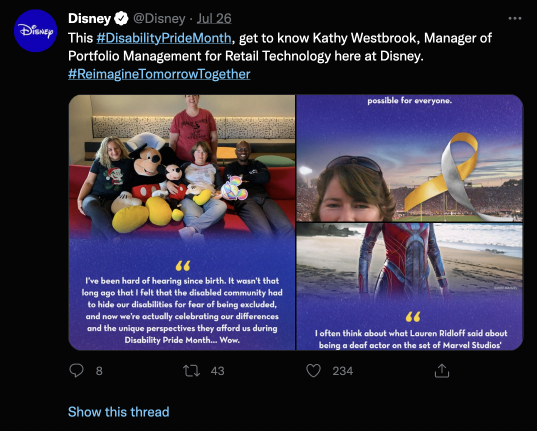 Disney
Disney @Disney · Jul 26
This #DisabilityPrideMonth, get to know Kathy Westbrook, Manager of
Portfolio Management for Retail Technology here at Disney.
#ReimagineTomorrowTogether
“
I've been hard of hearing since birth. It wasn't that
long ago that I felt that the disabled community had
to hide our disabilities for fear of being excluded,
and now we're actually celebrating our differences
and the unique perspectives they afford us during
Disability Pride Month... Wow.
possible for everyone.
“
I often think about what Lauren Ridloff said about
being a deaf actor on the set of Marvel Studios'
8
43
234
Show this thread